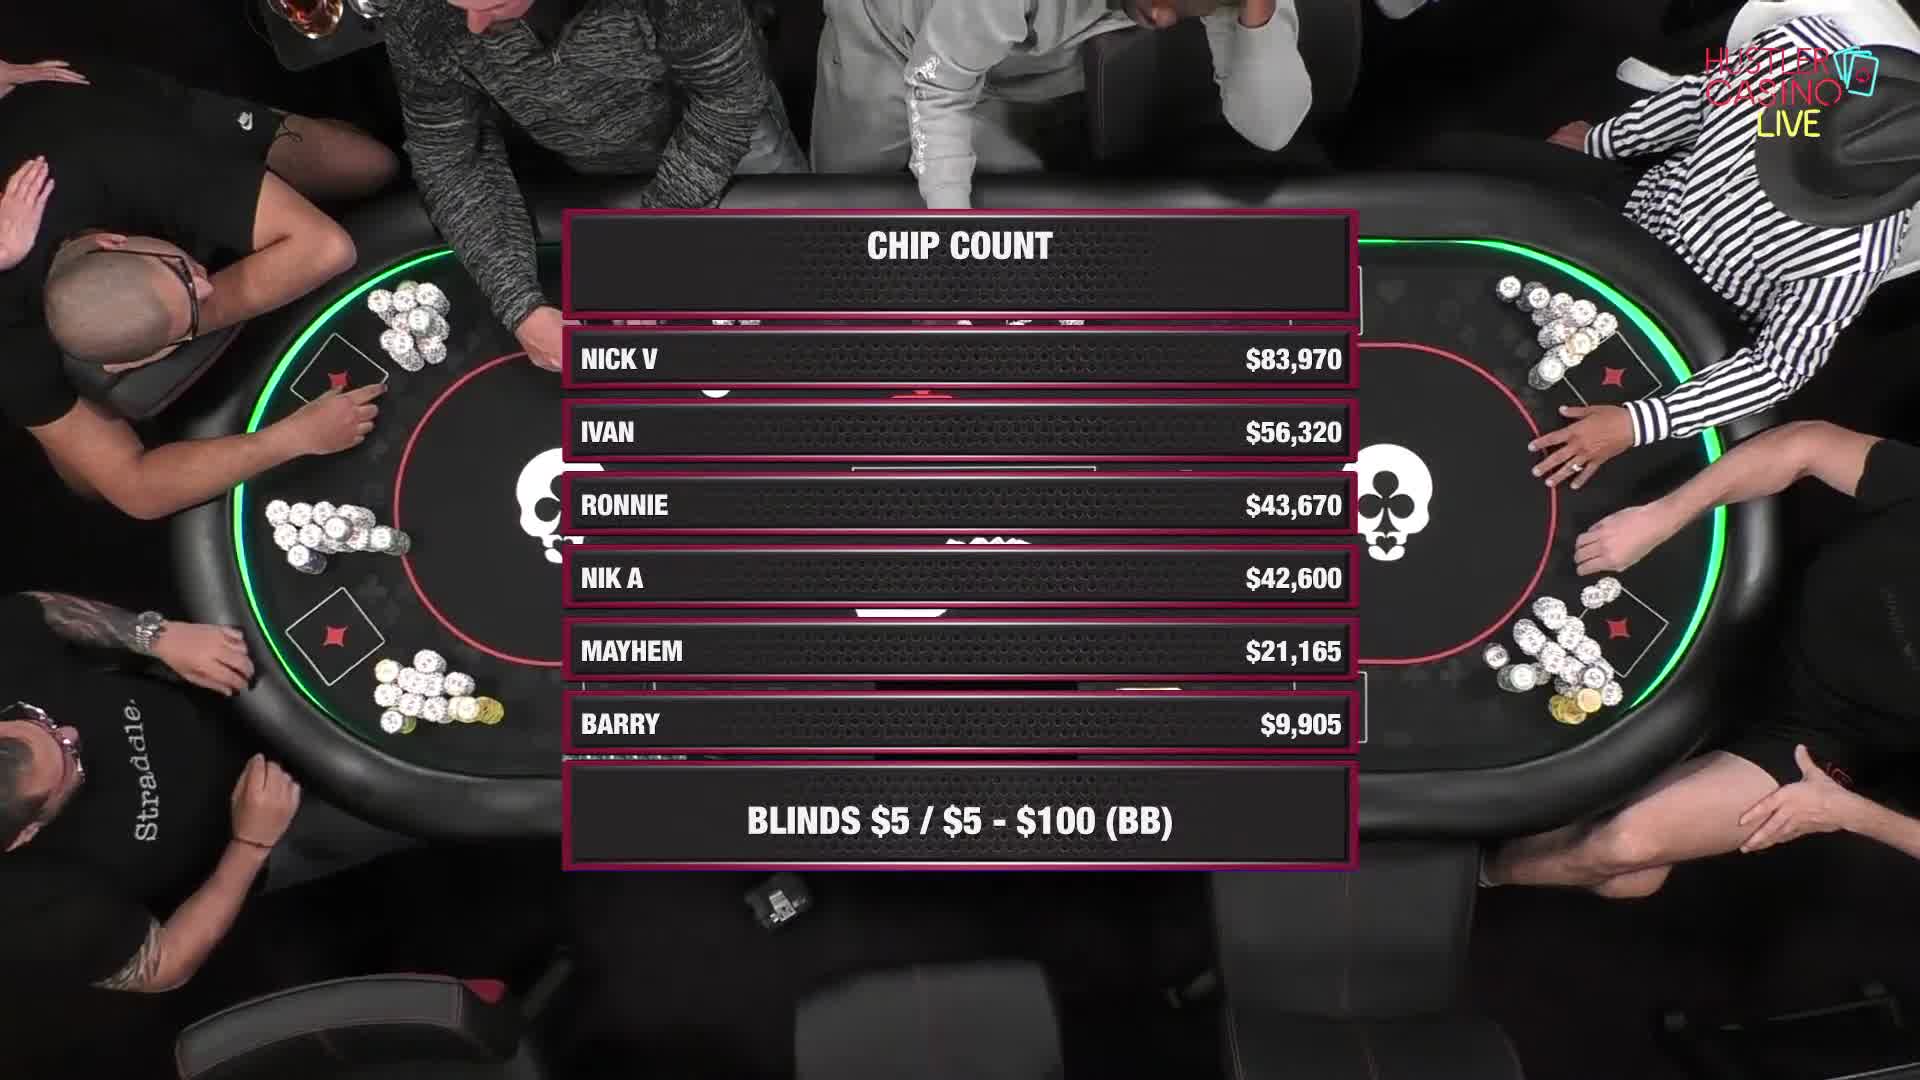 HUSTLER
CASINO
LIVE
CHIP COUNT
NICK V $83,970
IVAN $56,320
RONNIE $43,670
NIK A $42,600
MAYHEM $21,165
BARRY $9,905
BLINDS $5 / $5 - $100 (BB)
Straddle.